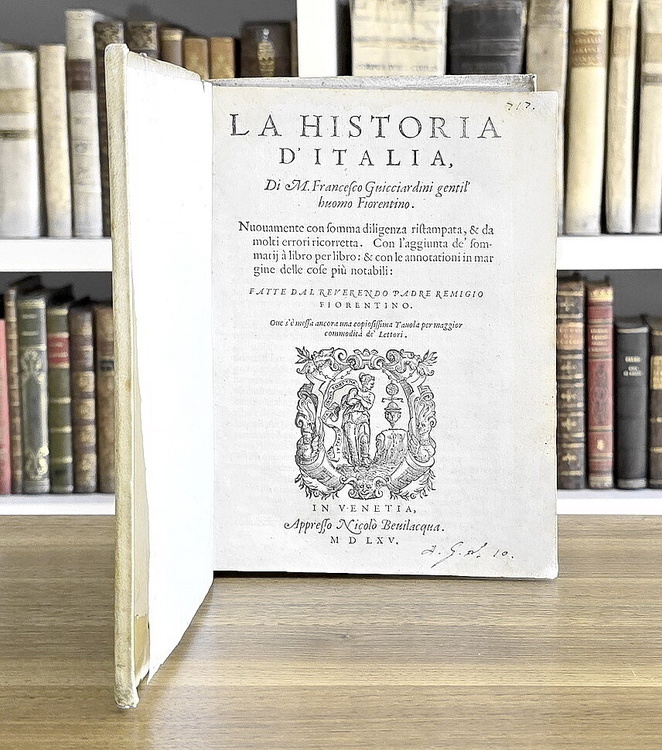 717.
LA HISTORIA
D'ITALIA,
Di M. Francesco Guicciardini gentil'
huomo Fiorentino.
Nuouamente con somma diligenza ristampata, & da
molti errori ricorretta. Con l'aggiunta de' som-
marij à libro per libro: & con le annotationi in mar
gine delle cose più notabili:
FATTE DAL REVERENDO PADRE REMIGIO
FIORENTINO.
Oue s'è messa ancora una copiosissima Tauola per maggior
commodità de' Lettori.
IN VENETIA,
Appresso Nicolò Beuilacqua.
M D LXV.